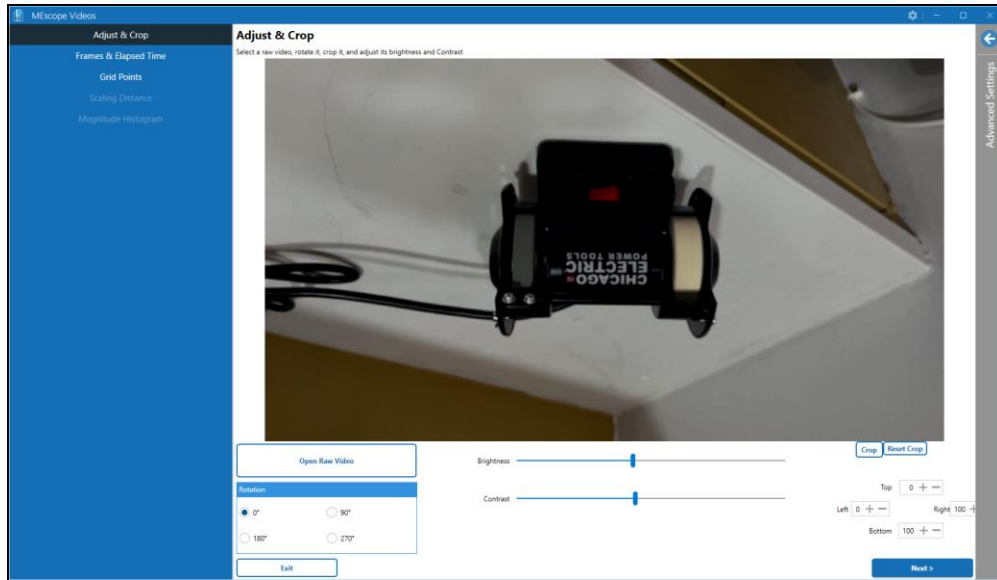 MEscope Videos
Adjust & Crop
Frames & Elapsed Time
Grid Points
Scaling Distance
Magnitude Histogram
Adjust & Crop
Select a raw video, rotate it, crop it, and adjust its brightness and Contrast
CHICAGO
ELECTRIC
POWER TOOLS
Advanced Settings
Open Raw Video
Rotation
0°
90°
180°
270°
Exit
Brightness
Contrast
Crop
Reset Crop
Top 0 + −
Left 0 + − Right 100 +
Bottom 100 + −
Next >